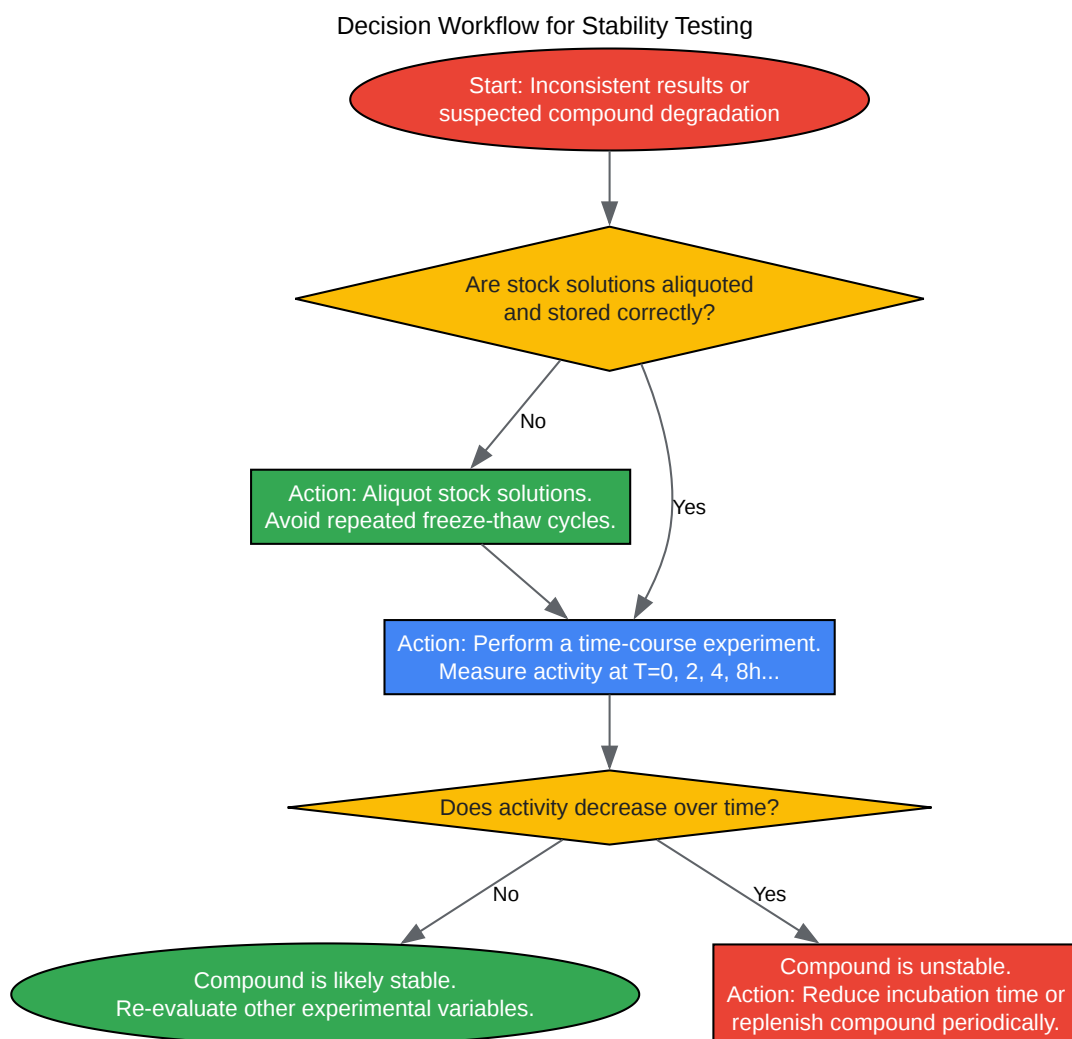 Decision Workflow for Stability Testing
Start: Inconsistent results or
suspected compound degradation
Are stock solutions aliquoted
and stored correctly?
No
Action: Aliquot stock solutions.
Avoid repeated freeze-thaw cycles.
Yes
Action: Perform a time-course experiment.
Measure activity at T=0, 2, 4, 8h...
Does activity decrease over time?
No
Yes
Compound is likely stable.
Re-evaluate other experimental variables.
Compound is unstable.
Action: Reduce incubation time or
replenish compound periodically.